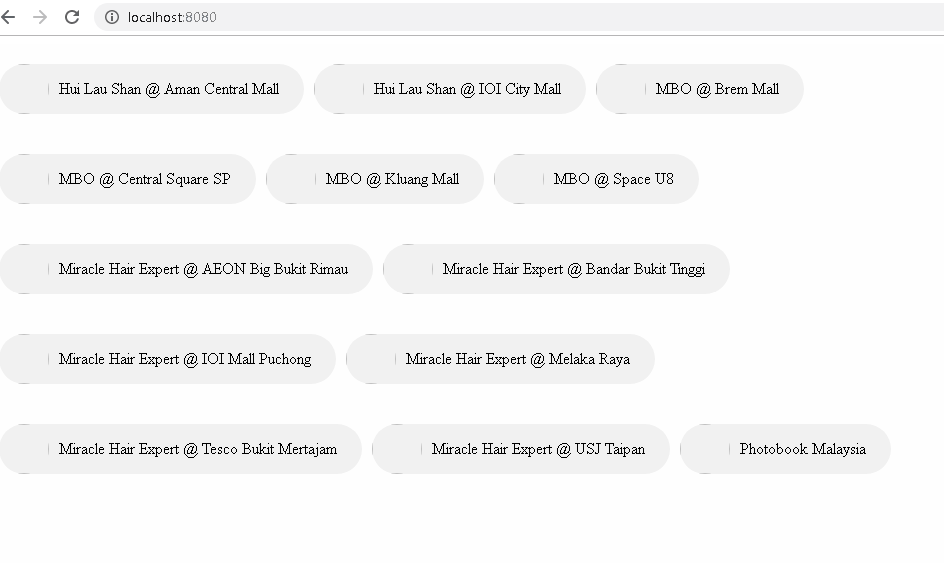 localhost:8080
Hui Lau Shan @ Aman Central Mall Hui Lau Shan @ IOI City Mall MBO @ Brem Mall
MBO @ Central Square SP MBO @ Kluang Mall MBO @ Space U8
Miracle Hair Expert @ AEON Big Bukit Rimau Miracle Hair Expert @ Bandar Bukit Tinggi
Miracle Hair Expert @ IOI Mall Puchong Miracle Hair Expert @ Melaka Raya
Miracle Hair Expert @ Tesco Bukit Mertajam Miracle Hair Expert @ USJ Taipan Photobook Malaysia